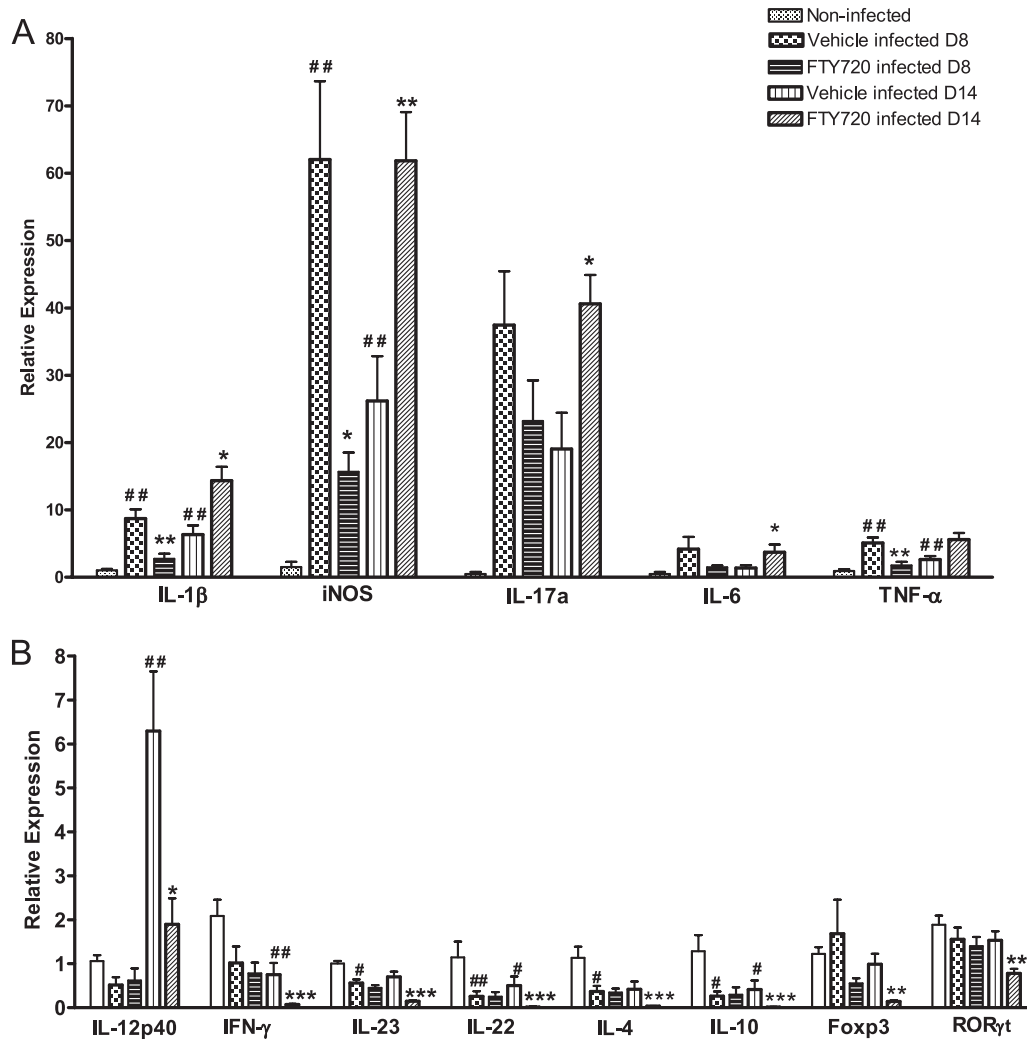 A
Non-infected
Vehicle infected D8
FTY720 infected D8
Vehicle infected D14
FTY720 infected D14
Relative Expression
80
70
60
50
40
30
20
10
0
## ** ## *
## * ## **
*
*
## ** ##
IL-1β iNOS IL-17a IL-6 TNF-α
B
Relative Expression
8
7
6
5
4
3
2
1
0
## *
## ***
# ***
## # ***
# ***
# # ***
**
**
IL-12p40 IFN-γ IL-23 IL-22 IL-4 IL-10 Foxp3 RORγt